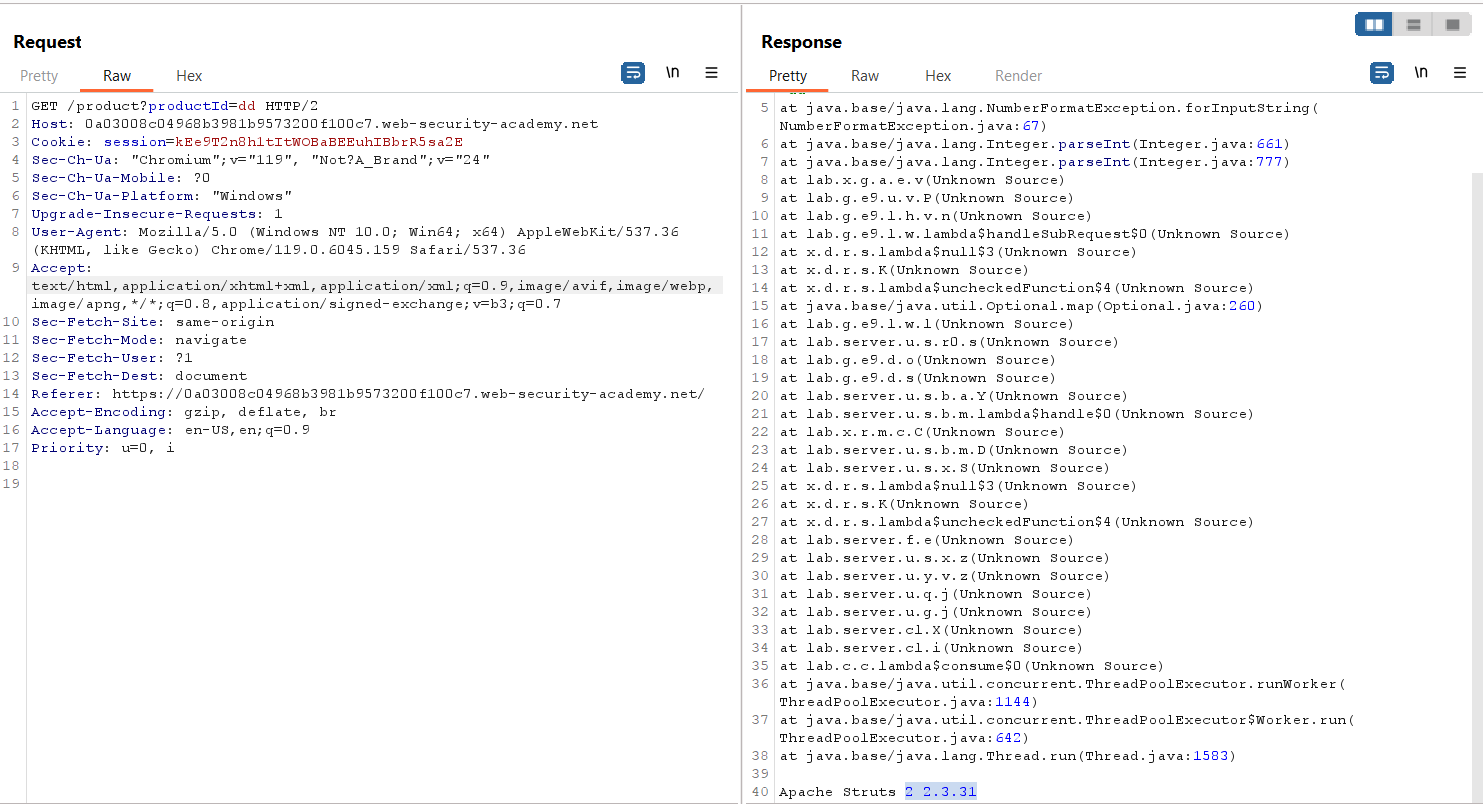 Request
Pretty Raw Hex \n
1 GET /product?productId=dd HTTP/2
2 Host: 0a03008c04968b3981b9573200f100c7.web-security-academy.net
3 Cookie: session=kEe9T2n8h1tItWOBaBEEuhIBbrR5sa2E
4 Sec-Ch-Ua: "Chromium";v="119", "Not?A_Brand";v="24"
5 Sec-Ch-Ua-Mobile: ?0
6 Sec-Ch-Ua-Platform: "Windows"
7 Upgrade-Insecure-Requests: 1
8 User-Agent: Mozilla/5.0 (Windows NT 10.0; Win64; x64) AppleWebKit/537.36
(KHTML, like Gecko) Chrome/119.0.6045.159 Safari/537.36
9 Accept:
text/html,application/xhtml+xml,application/xml;q=0.9,image/avif,image/webp,
image/apng,*/*;q=0.8,application/signed-exchange;v=b3;q=0.7
10 Sec-Fetch-Site: same-origin
11 Sec-Fetch-Mode: navigate
12 Sec-Fetch-User: ?1
13 Sec-Fetch-Dest: document
14 Referer: https://0a03008c04968b3981b9573200f100c7.web-security-academy.net/
15 Accept-Encoding: gzip, deflate, br
16 Accept-Language: en-US,en;q=0.9
17 Priority: u=0, i
18
19
Response
Pretty Raw Hex Render \n
5 at java.base/java.lang.NumberFormatException.forInputString(
NumberFormatException.java:67)
6 at java.base/java.lang.Integer.parseInt(Integer.java:661)
7 at java.base/java.lang.Integer.parseInt(Integer.java:777)
8 at lab.x.g.a.e.v(Unknown Source)
9 at lab.g.e9.u.v.P(Unknown Source)
10 at lab.g.e9.l.h.v.n(Unknown Source)
11 at lab.g.e9.l.w.lambda$handleSubRequest$0(Unknown Source)
12 at x.d.r.s.lambda$null$3(Unknown Source)
13 at x.d.r.s.K(Unknown Source)
14 at x.d.r.s.lambda$uncheckedFunction$4(Unknown Source)
15 at java.base/java.util.Optional.map(Optional.java:260)
16 at lab.g.e9.l.w.l(Unknown Source)
17 at lab.server.u.s.r0.s(Unknown Source)
18 at lab.g.e9.d.o(Unknown Source)
19 at lab.g.e9.d.s(Unknown Source)
20 at lab.server.u.s.b.a.Y(Unknown Source)
21 at lab.server.u.s.b.m.lambda$handle$0(Unknown Source)
22 at lab.x.r.m.c.C(Unknown Source)
23 at lab.server.u.s.b.m.D(Unknown Source)
24 at lab.server.u.s.x.S(Unknown Source)
25 at x.d.r.s.lambda$null$3(Unknown Source)
26 at x.d.r.s.K(Unknown Source)
27 at x.d.r.s.lambda$uncheckedFunction$4(Unknown Source)
28 at lab.server.f.e(Unknown Source)
29 at lab.server.u.s.x.z(Unknown Source)
30 at lab.server.u.y.v.z(Unknown Source)
31 at lab.server.u.q.j(Unknown Source)
32 at lab.server.u.g.j(Unknown Source)
33 at lab.server.cl.X(Unknown Source)
34 at lab.server.cl.i(Unknown Source)
35 at lab.c.c.lambda$consume$0(Unknown Source)
36 at java.base/java.util.concurrent.ThreadPoolExecutor.runWorker(
ThreadPoolExecutor.java:1144)
37 at java.base/java.util.concurrent.ThreadPoolExecutor$Worker.run(
ThreadPoolExecutor.java:642)
38 at java.base/java.lang.Thread.run(Thread.java:1583)
39
40 Apache Struts 2 2.3.31